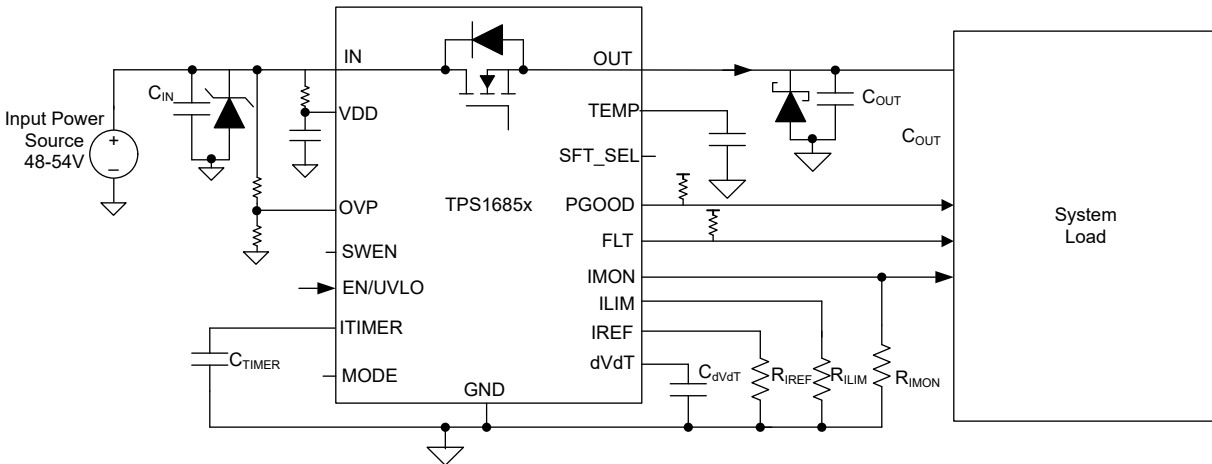 Input Power
Source
48-54V
+
−
C_IN
IN
VDD
OVP
SWEN
EN/UVLO
ITIMER
C_TIMER
MODE
GND
TPS1685x
OUT
TEMP
SFT_SEL
PGOOD
FLT
IMON
ILIM
IREF
dVdT
C_dVdT
R_IREF
R_ILIM
R_IMON
C_OUT
C_OUT
System
Load